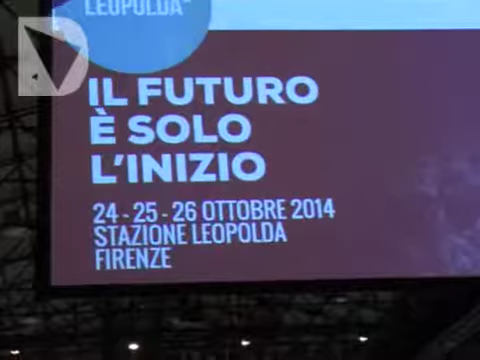 LEOPOLDA"
IL FUTURO
È SOLO
L'INIZIO
24 - 25 - 26 OTTOBRE 2014
STAZIONE LEOPOLDA
FIRENZE